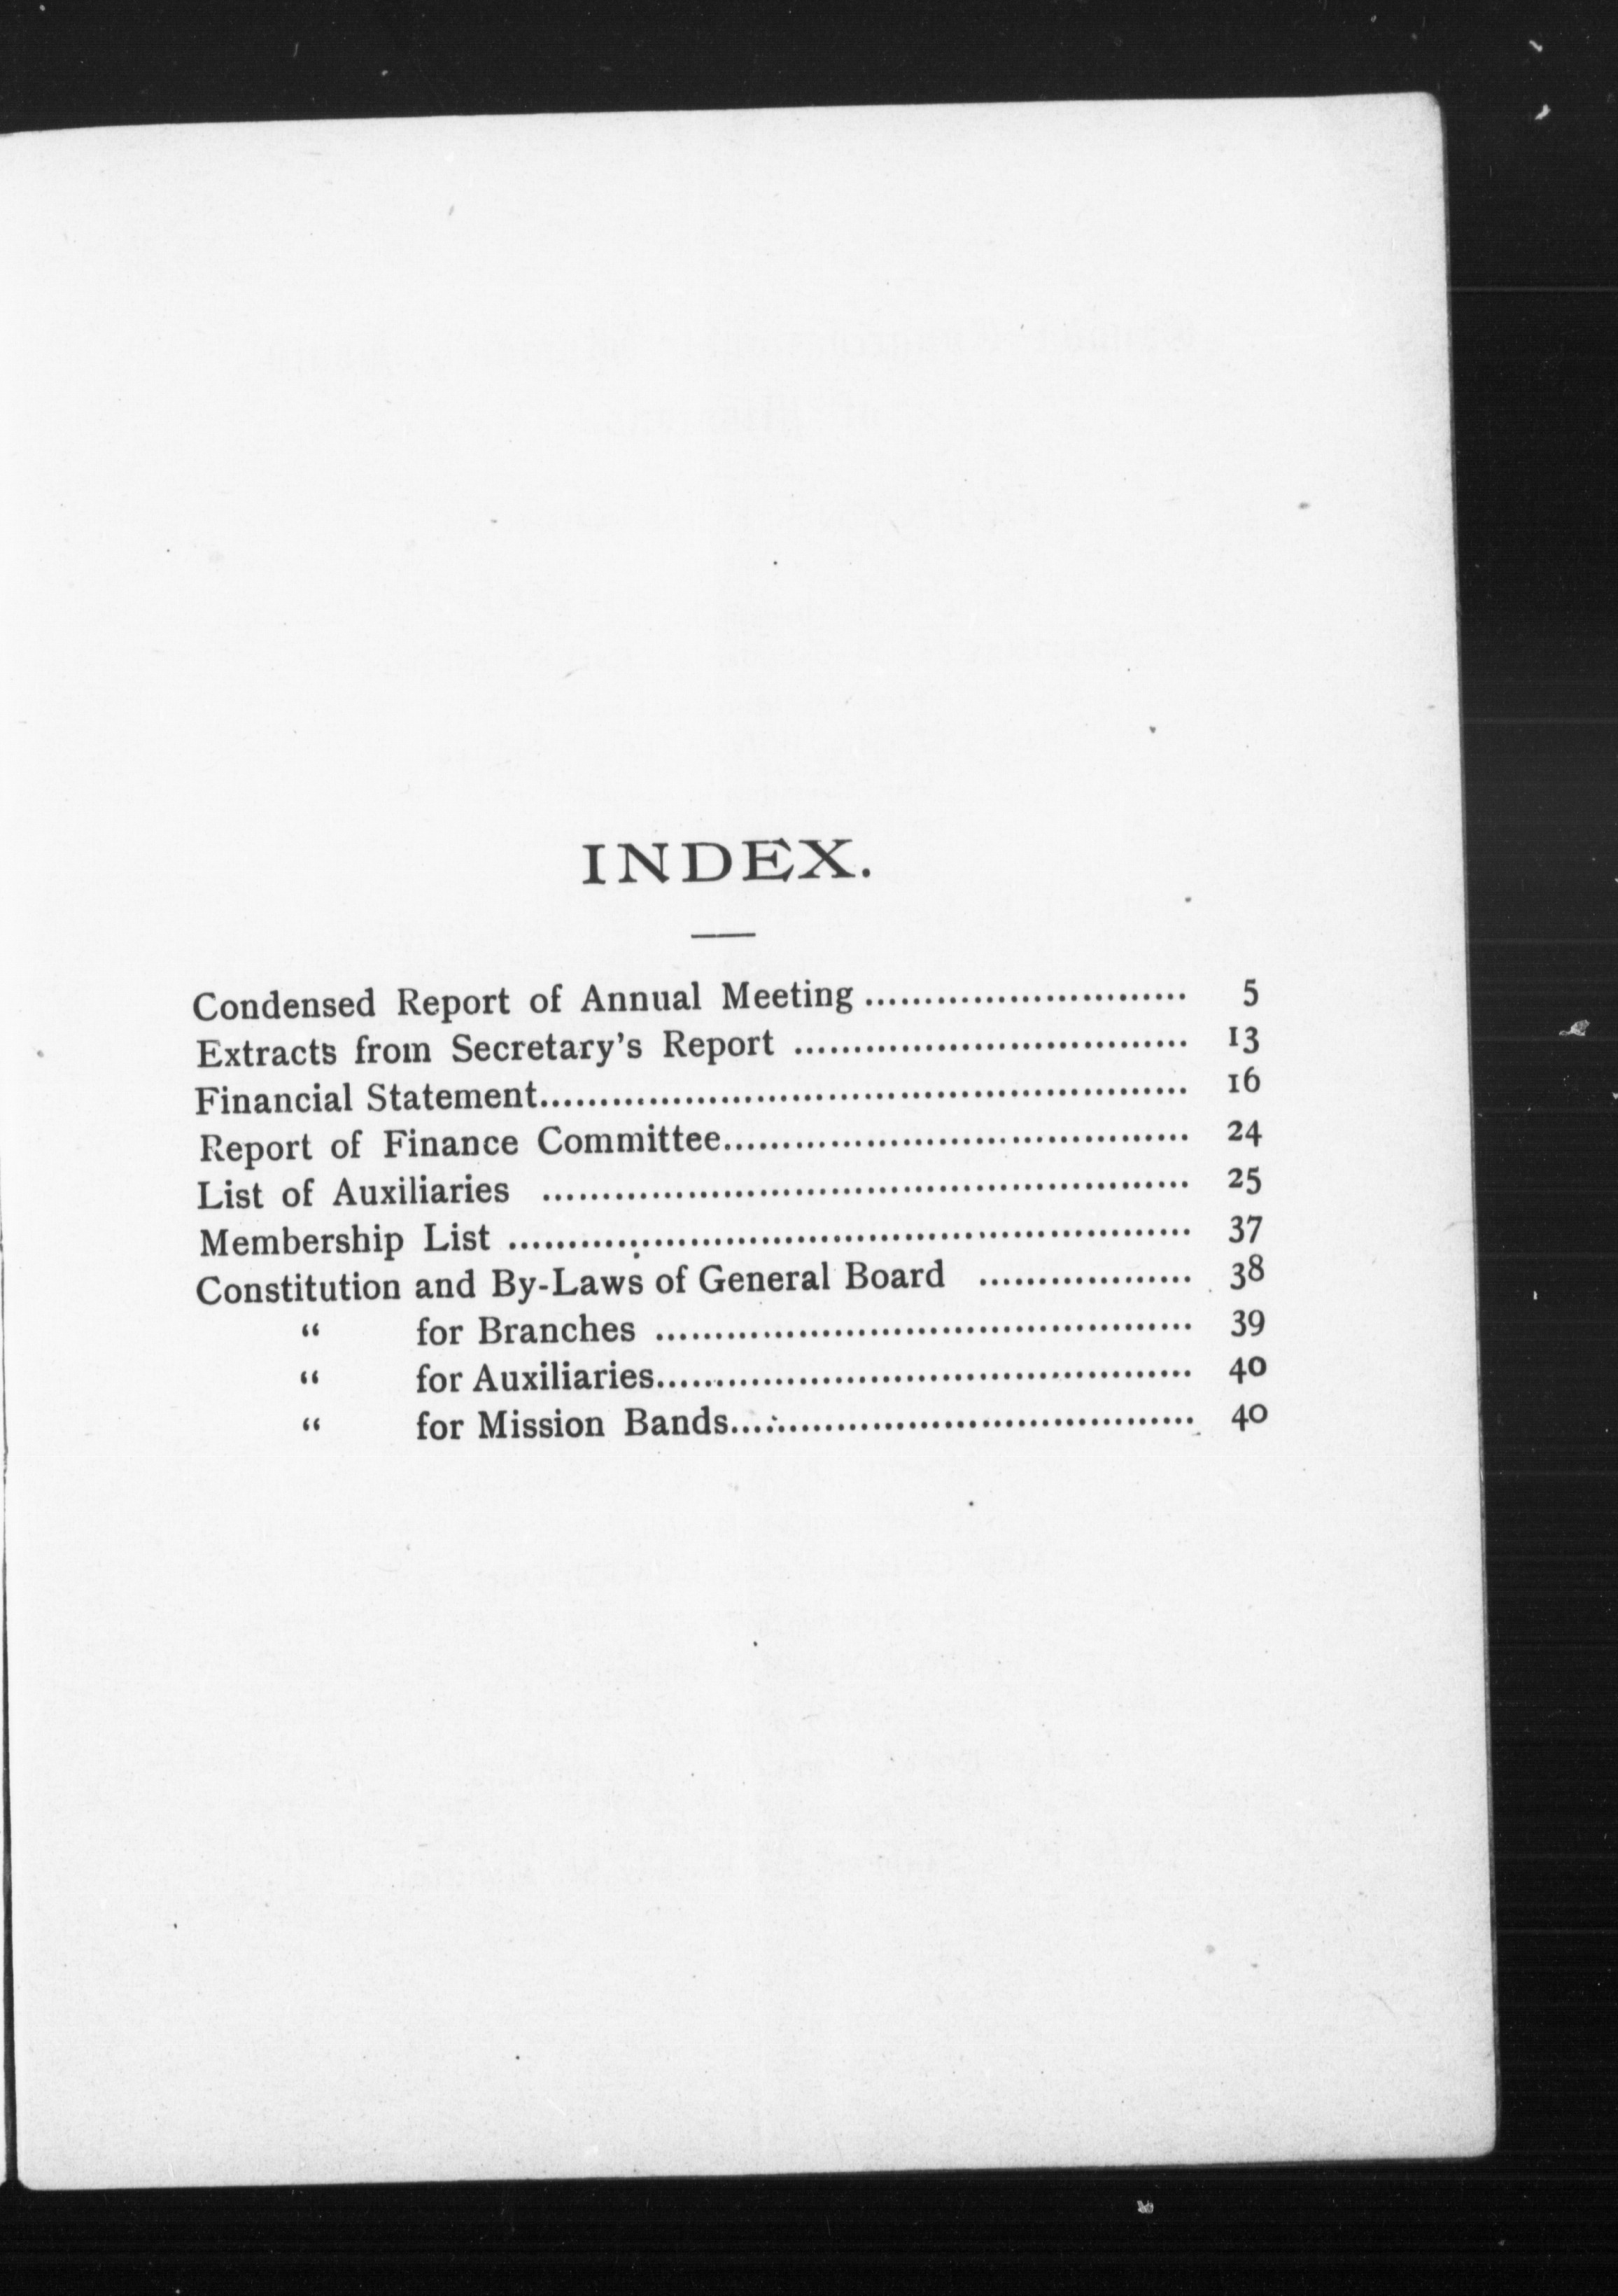 INDEX.
Condensed Report of Annual Meeting ........................... 5
Extracts from Secretary's Report ................................. 13
Financial Statement...................................................... 16
Report of Finance Committee....................................... 24
List of Auxiliaries ...................................................... 25
Membership List ......................................................... 37
Constitution and By-Laws of General Board .................. 38
“ for Branches ............................................. 39
“ for Auxiliaries............................................. 40
“ for Mission Bands....................................... 40